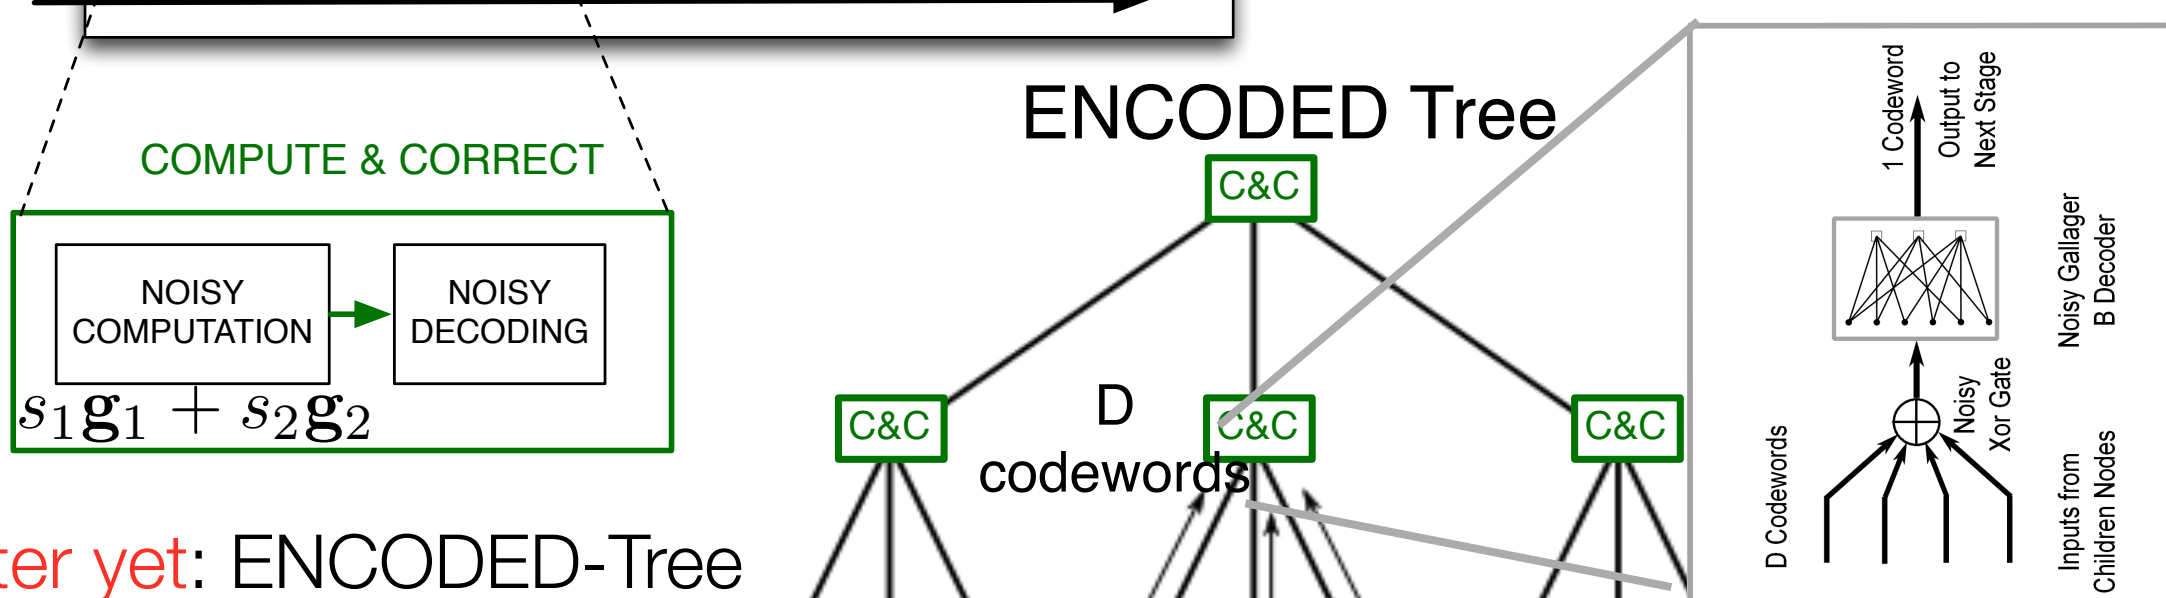 COMPUTE & CORRECT
NOISY
COMPUTATION
NOISY
DECODING
s₁g₁ + s₂g₂
yet: ENCODED-Tree
ENCODED Tree
C&C
C&C
C&C
C&C
D
codewords
1 Codeword
Output to
Next Stage
Noisy Gallager
B Decoder
Noisy
Xor Gate
D Codewords
Inputs from
Children Nodes